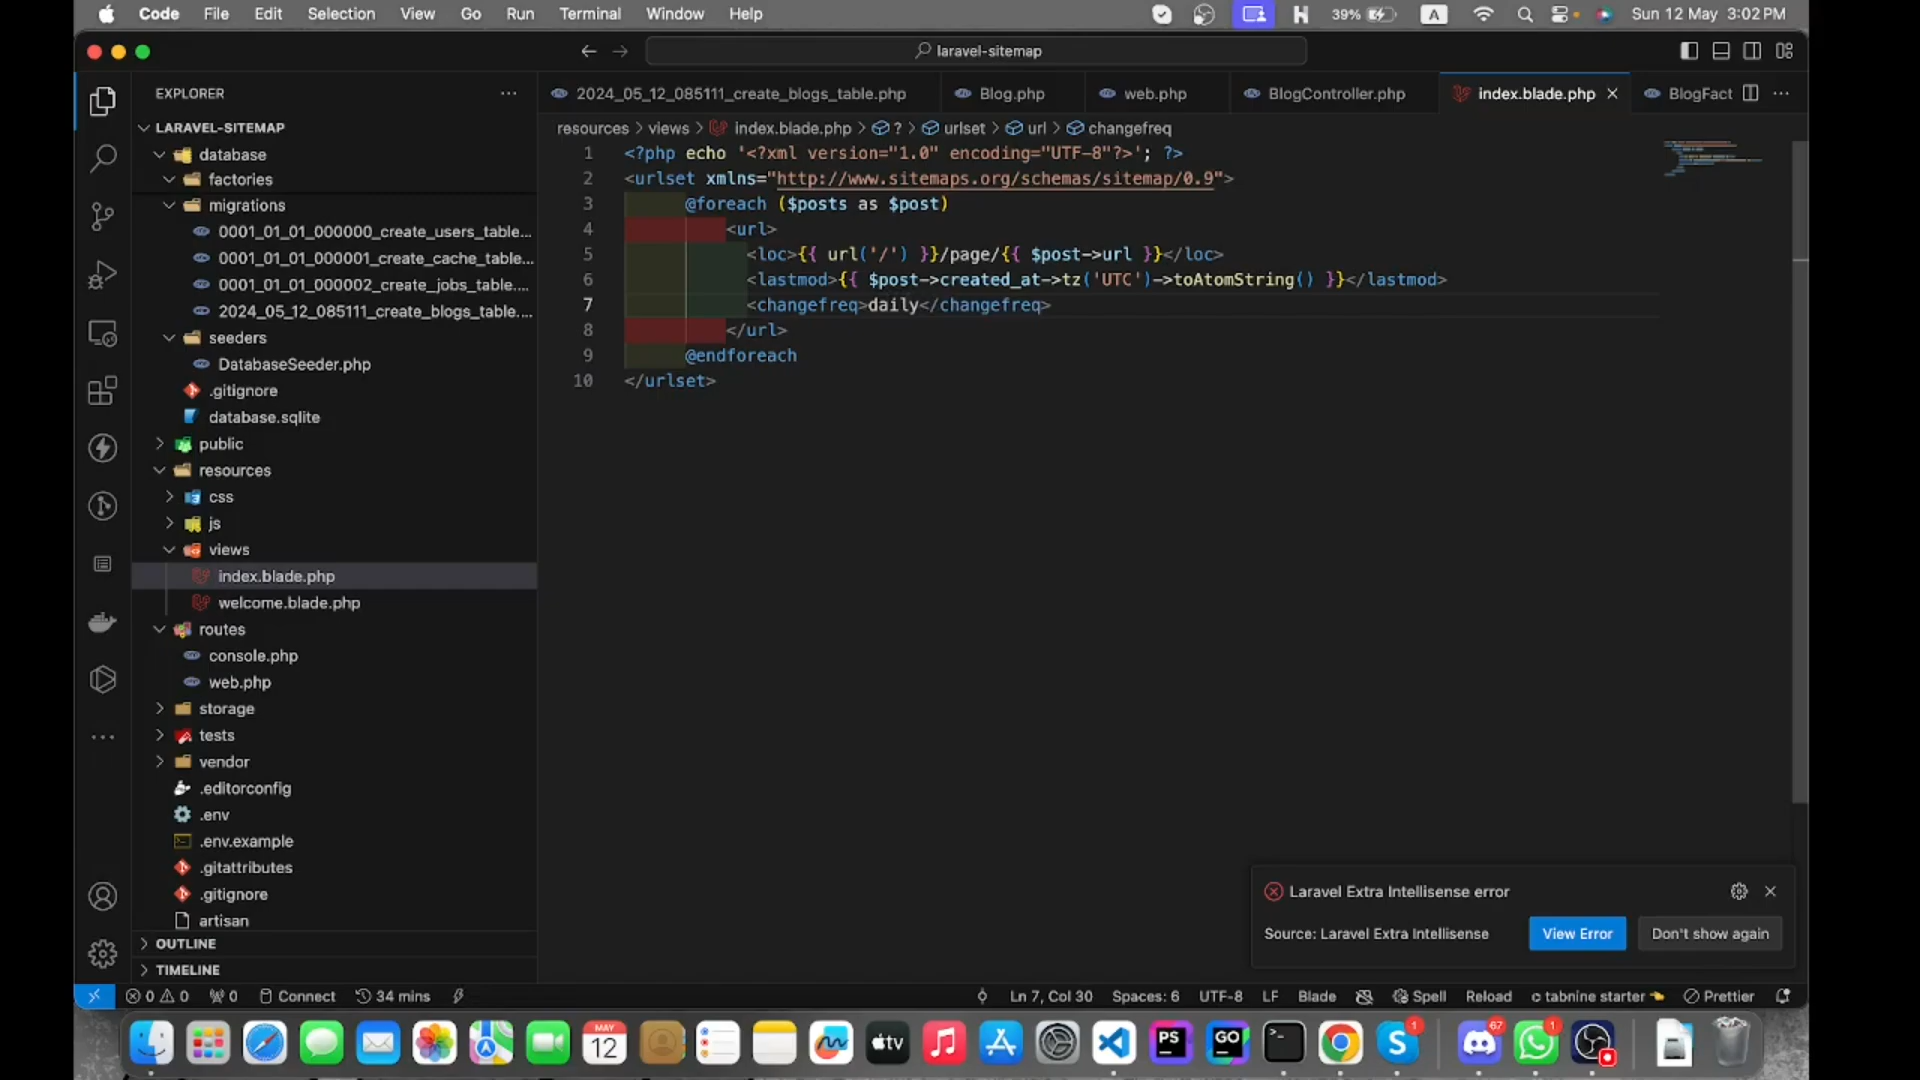 Code File Edit Selection View Go Run Terminal Window Help
39% A Sun 12 May 3:02 PM
laravel-sitemap
EXPLORER
LARAVEL-SITEMAP
database
factories
migrations
0001_01_01_000000_create_users_table...
0001_01_01_000001_create_cache_table...
0001_01_01_000002_create_jobs_table....
2024_05_12_085111_create_blogs_table....
seeders
DatabaseSeeder.php
.gitignore
database.sqlite
public
resources
css
js
views
index.blade.php
welcome.blade.php
routes
console.php
web.php
storage
tests
vendor
.editorconfig
.env
.env.example
.gitattributes
.gitignore
artisan
OUTLINE
TIMELINE
2024_05_12_085111_create_blogs_table.php Blog.php web.php BlogController.php index.blade.php BlogFact
resources > views > index.blade.php > ? > urlset > url > changefreq
1 <?php echo '<?xml version="1.0" encoding="UTF-8"?>'; ?>
2 <urlset xmlns="http://www.sitemaps.org/schemas/sitemap/0.9">
3 @foreach ($posts as $post)
4 <url>
5 <loc>{{ url('/') }}/page/{{ $post->url }}</loc>
6 <lastmod>{{ $post->created_at->tz('UTC')->toAtomString() }}</lastmod>
7 <changefreq>daily</changefreq>
8 </url>
9 @endforeach
10 </urlset>
Laravel Extra Intellisense error
Source: Laravel Extra Intellisense View Error Don't show again
0 0 0 Connect 34 mins Ln 7, Col 30 Spaces: 6 UTF-8 LF Blade Spell Reload tabnine starter Prettier
MAY
12
tv
PS
GO
1
67
1